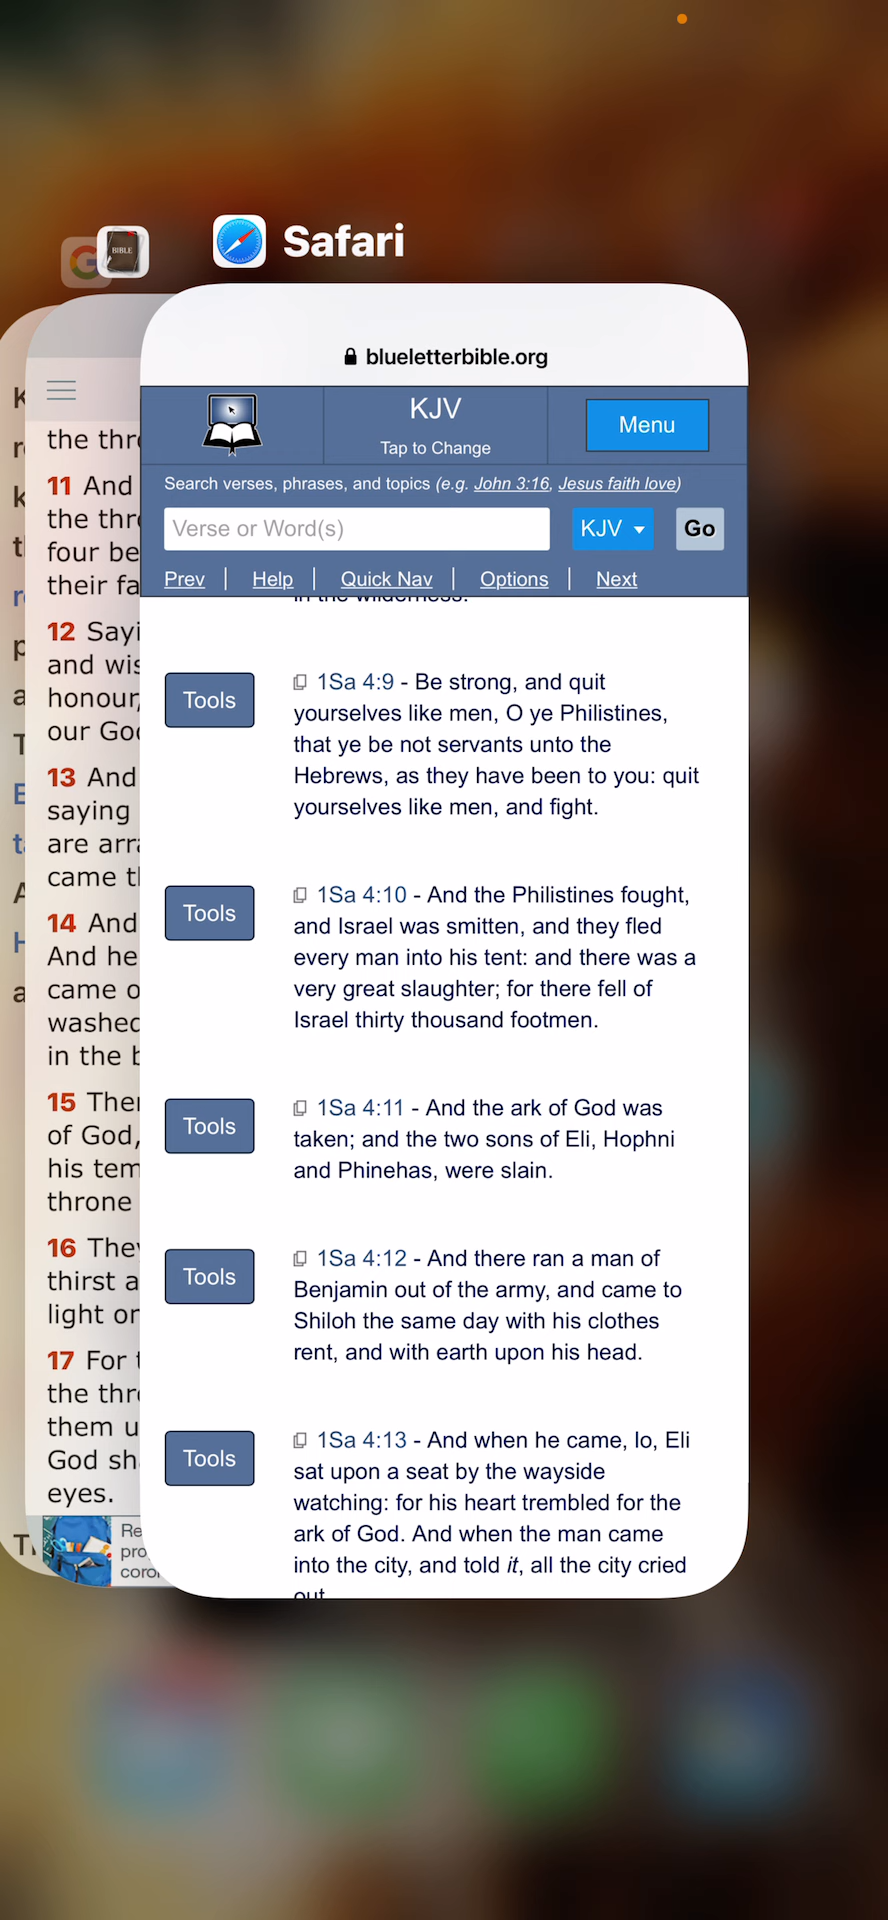 Safari
BIBLE
blueletterbible.org
KJV
Tap to Change
Menu
Search verses, phrases, and topics (e.g. John 3:16, Jesus faith love)
Verse or Word(s)
KJV
Go
Prev | Help | Quick Nav | Options | Next
in the wilderness.
Tools
1Sa 4:9 - Be strong, and quit
yourselves like men, O ye Philistines,
that ye be not servants unto the
Hebrews, as they have been to you: quit
yourselves like men, and fight.
Tools
1Sa 4:10 - And the Philistines fought,
and Israel was smitten, and they fled
every man into his tent: and there was a
very great slaughter; for there fell of
Israel thirty thousand footmen.
Tools
1Sa 4:11 - And the ark of God was
taken; and the two sons of Eli, Hophni
and Phinehas, were slain.
Tools
1Sa 4:12 - And there ran a man of
Benjamin out of the army, and came to
Shiloh the same day with his clothes
rent, and with earth upon his head.
Tools
1Sa 4:13 - And when he came, lo, Eli
sat upon a seat by the wayside
watching: for his heart trembled for the
ark of God. And when the man came
into the city, and told it, all the city cried
out
the thr
11 And
the thr
four be
their fa
12 Sayi
and wis
honour,
our Go
13 And
saying
are arr
came t
14 And
And he
came o
washed
in the b
15 Ther
of God,
his tem
throne
16 They
thirst a
light or
17 For t
the thr
them u
God sh
eyes.
Re
pro
coro